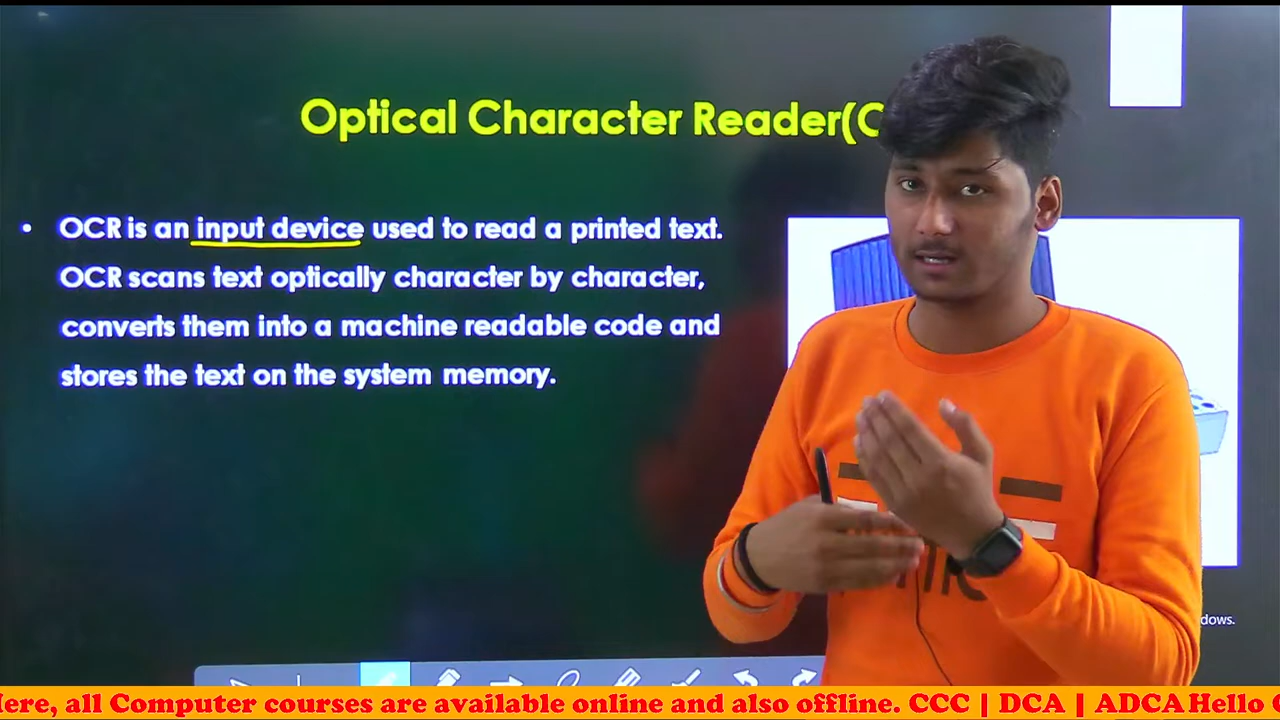 Optical Character Reader(
OCR is an input device used to read a printed text.
OCR scans text optically character by character,
converts them into a machine readable code and
stores the text on the system memory.
dows.
ere, all Computer courses are available online and also offline. CCC | DCA | ADCA Hello